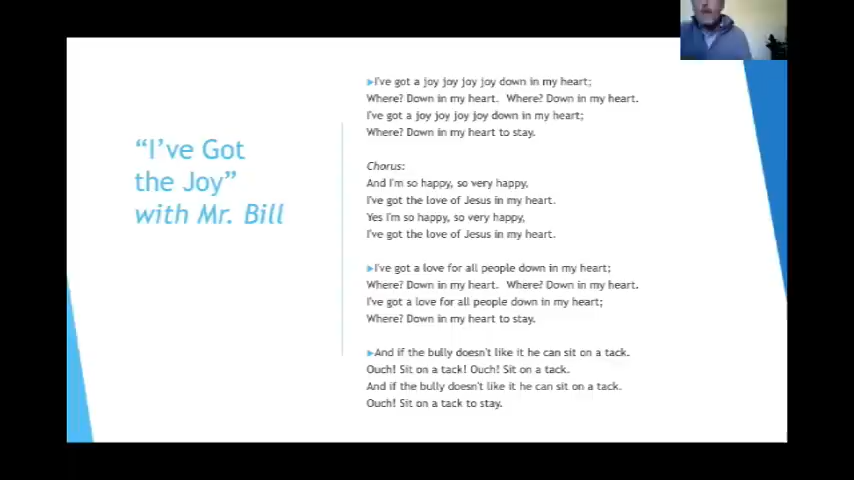 “I’ve Got
the Joy”
with Mr. Bill
I've got a joy joy joy joy down in my heart;
Where? Down in my heart.  Where? Down in my heart.
I've got a joy joy joy joy down in my heart;
Where? Down in my heart to stay.
Chorus:
And I'm so happy, so very happy,
I've got the love of Jesus in my heart.
Yes I'm so happy, so very happy,
I've got the love of Jesus in my heart.
I've got a love for all people down in my heart;
Where? Down in my heart.  Where? Down in my heart.
I've got a love for all people down in my heart;
Where? Down in my heart to stay.
And if the bully doesn't like it he can sit on a tack.
Ouch! Sit on a tack! Ouch! Sit on a tack.
And if the bully doesn't like it he can sit on a tack.
Ouch! Sit on a tack to stay.